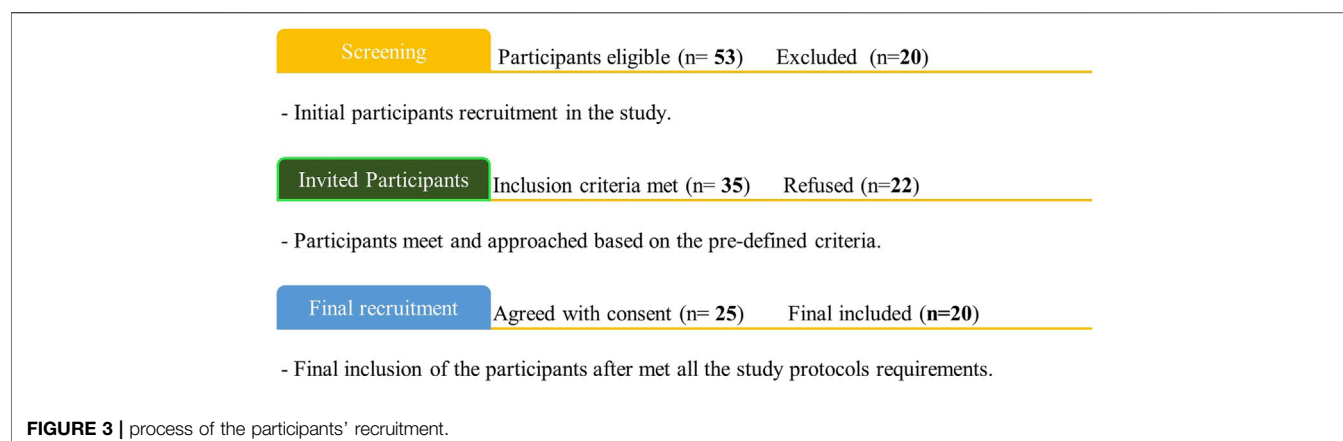 Screening Participants eligible (n= 53) Excluded (n=20)
- Initial participants recruitment in the study.
Invited Participants Inclusion criteria met (n= 35) Refused (n=22)
- Participants meet and approached based on the pre-defined criteria.
Final recruitment Agreed with consent (n= 25) Final included (n=20)
- Final inclusion of the participants after met all the study protocols requirements.
FIGURE 3 | process of the participants’ recruitment.